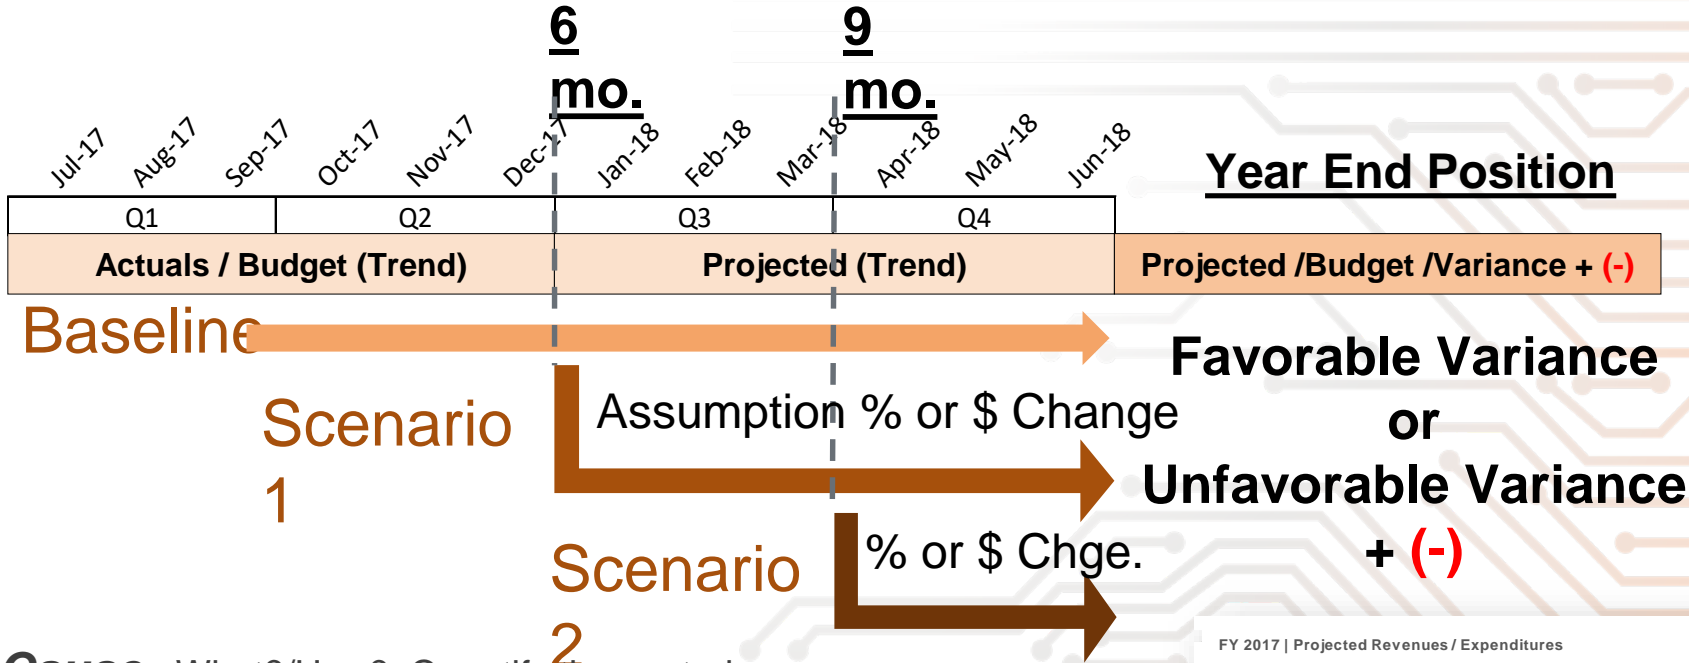 6
mo.
9
mo.
Jul-17 Aug-17 Sep-17 Oct-17 Nov-17 Dec-17 Jan-18 Feb-18 Mar-18 Apr-18 May-18 Jun-18
Year End Position
Q1 Q2 Q3 Q4
Actuals / Budget (Trend) Projected (Trend) Projected /Budget /Variance + (-)
Baseline
Favorable Variance
or
Unfavorable Variance
+ (-)
Scenario
1
Assumption % or $ Change
Scenario
2
% or $ Chge.
FY 2017 | Projected Revenues / Expenditures